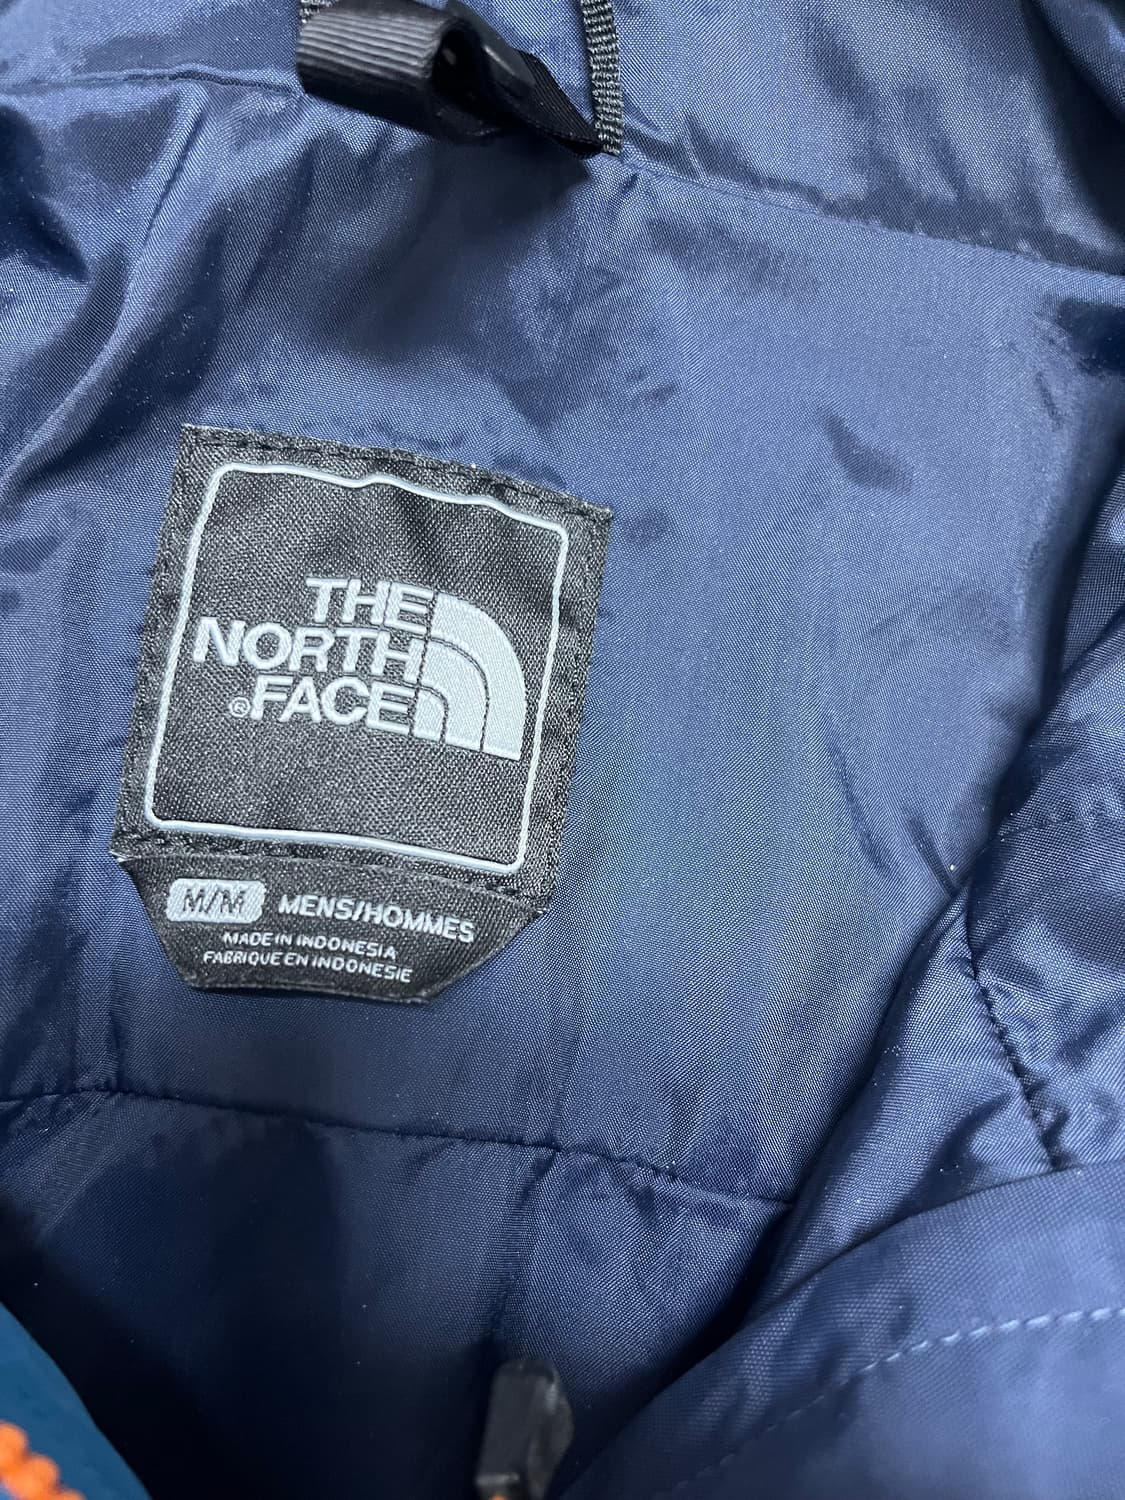 THE
NORTH
®FACE
M/M MENS/HOMMES
MADE IN INDONESIA
FABRIQUE EN INDONESIE